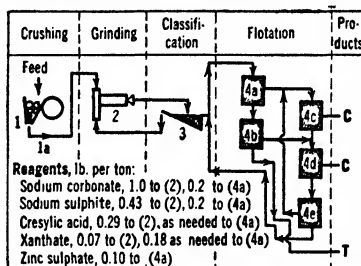 Crushing
Grinding
Classifi-
cation
Flotation
Pro-
ducts
Feed
1
1a
2
3
4a
4b
4c
4d
4e
C
C
T
Reagents, lb. per ton:
Sodium corbonate, 1.0 to (2), 0.2 to (4a)
Sodium sulphite, 0.43 to (2), 0.2 to (4a)
Cresylic acid, 0.29 to (2), as needed to (4a)
Xanthate, 0.07 to (2), 0.18 as needed to (4a)
Zinc sulphate, 0.10 to (4a)